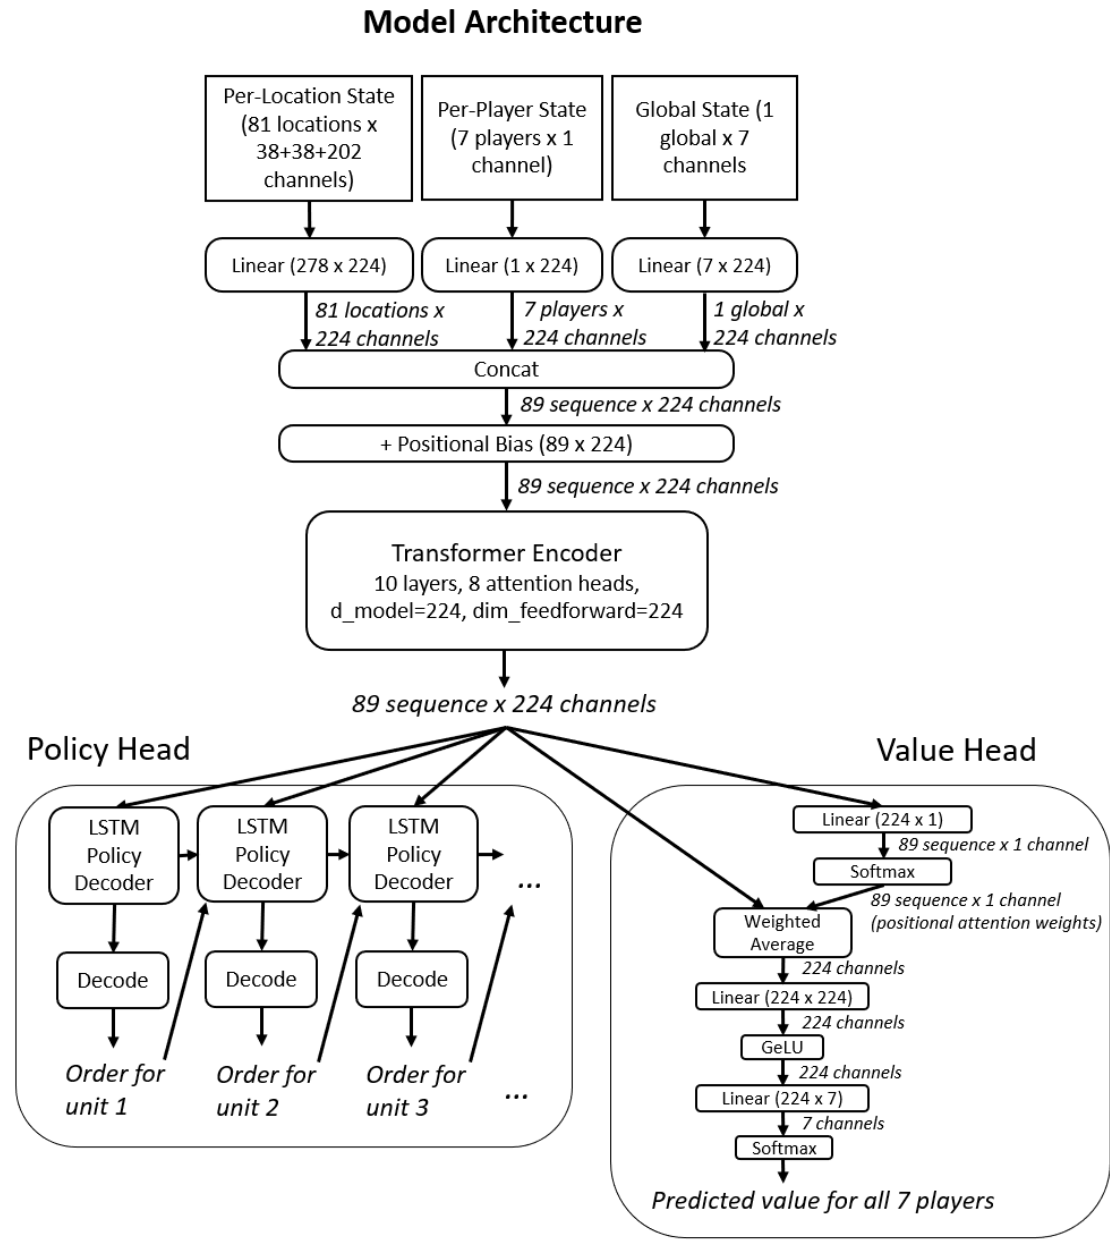 Model Architecture
Per-Location State
(81 locations x
38+38+202
channels)
Per-Player State
(7 players x 1
channel)
Global State (1
global x 7
channels
Linear (278 x 224)
Linear (1 x 224)
Linear (7 x 224)
81 locations x
224 channels
7 players x
224 channels
1 global x
224 channels
Concat
89 sequence x 224 channels
+ Positional Bias (89 x 224)
89 sequence x 224 channels
Transformer Encoder
10 layers, 8 attention heads,
d_model=224, dim_feedforward=224
89 sequence x 224 channels
Policy Head
LSTM
Policy
Decoder
LSTM
Policy
Decoder
LSTM
Policy
Decoder
...
Decode
Decode
Decode
Order for
unit 1
Order for
unit 2
Order for
unit 3
...
Value Head
Linear (224 x 1)
89 sequence x 1 channel
Softmax
89 sequence x 1 channel
(positional attention weights)
Weighted
Average
224 channels
Linear (224 x 224)
224 channels
GeLU
224 channels
Linear (224 x 7)
7 channels
Softmax
Predicted value for all 7 players